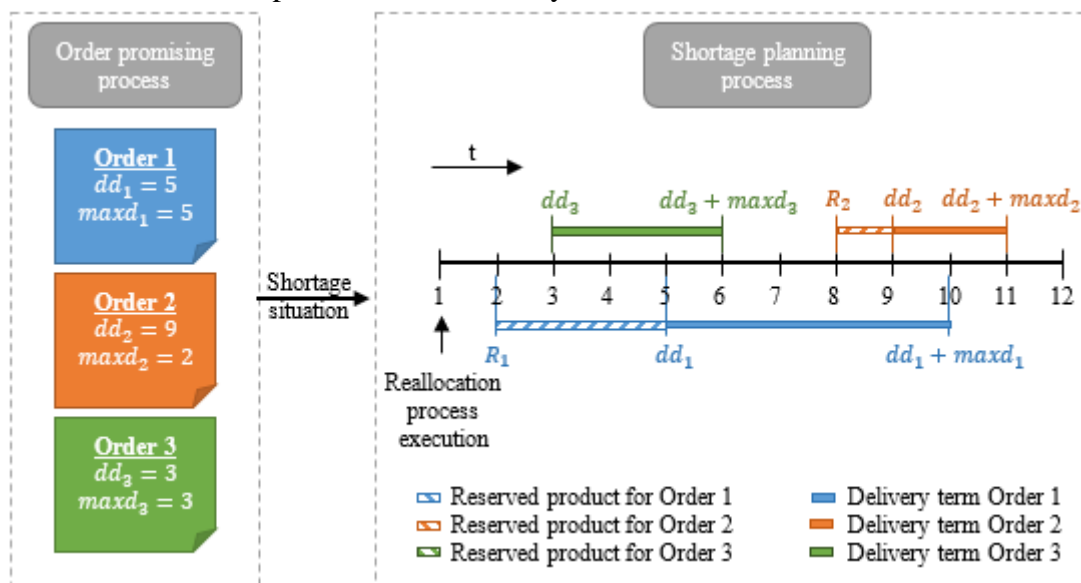 Order promising
process
Order 1
dd₁ = 5
maxd₁ = 5
Order 2
dd₂ = 9
maxd₂ = 2
Order 3
dd₃ = 3
maxd₃ = 3
Shortage
situation
Shortage planning
process
t
dd₃ dd₃ + maxd₃ R₂ dd₂ dd₂ + maxd₂
1 2 3 4 5 6 7 8 9 10 11 12
R₁ dd₁ dd₁ + maxd₁
Reallocation
process
execution
Reserved product for Order 1
Reserved product for Order 2
Reserved product for Order 3
Delivery term Order 1
Delivery term Order 2
Delivery term Order 3